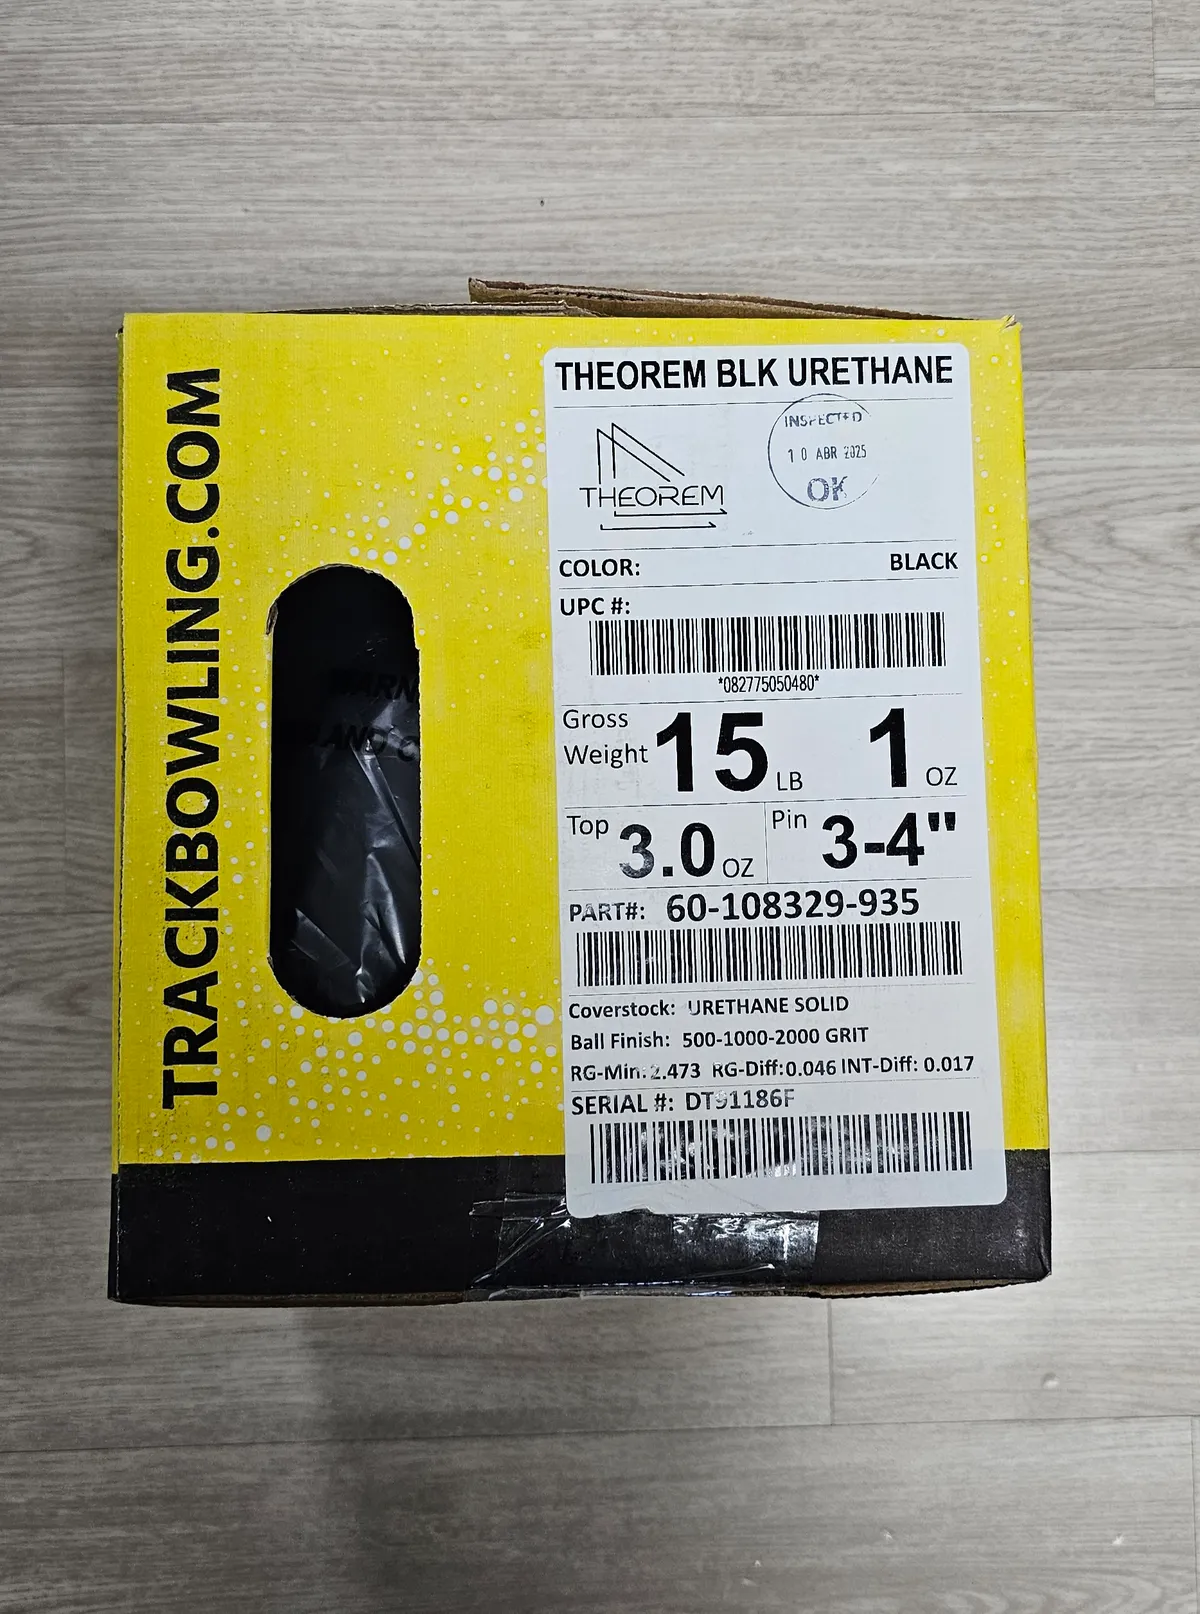 TRACKBOWLING.COM
THEOREM BLK URETHANE
THEOREM
INSPECTED
10 ABR 2025
OK
COLOR: BLACK
UPC #:
*082775050480*
Gross Weight 15 LB 1 OZ
Top 3.0 OZ Pin 3-4"
PART#: 60-108329-935
Coverstock: URETHANE SOLID
Ball Finish: 500-1000-2000 GRIT
RG-Min: 2.473 RG-Diff:0.046 INT-Diff: 0.017
SERIAL #: DT91186F
AND